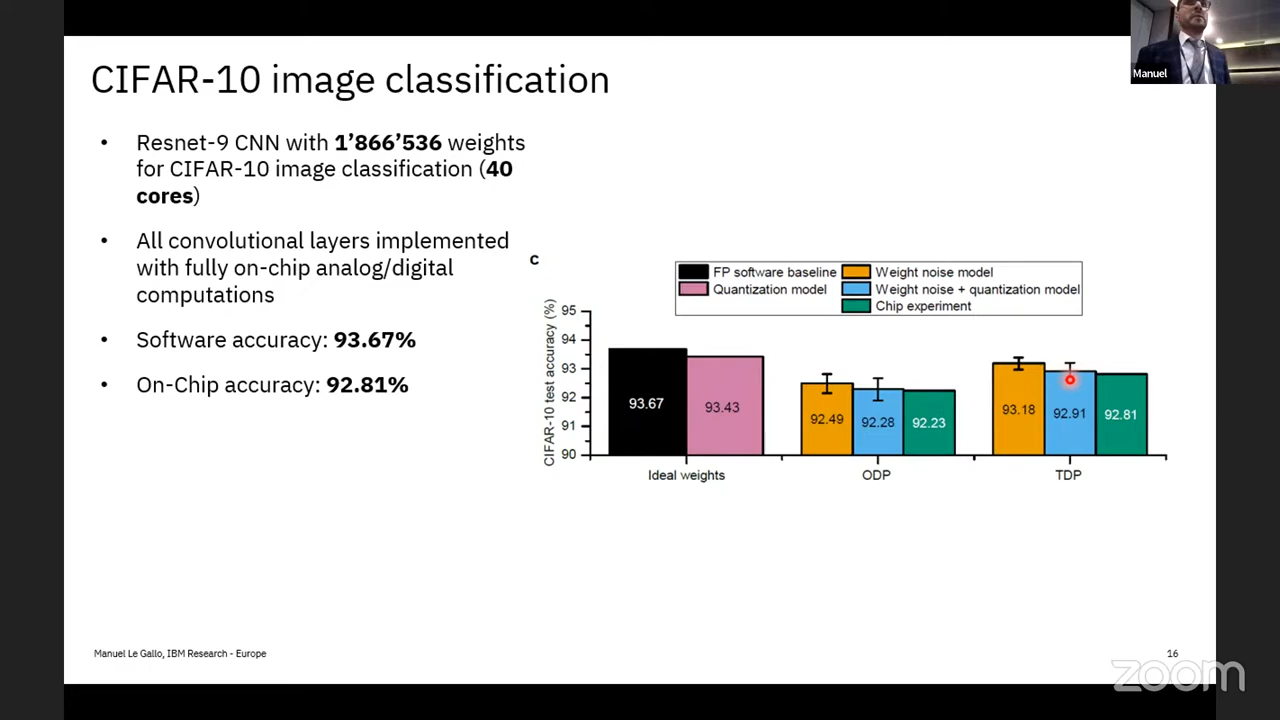 Manuel
CIFAR-10 image classification
• Resnet-9 CNN with 1’866’536 weights
for CIFAR-10 image classification (40
cores)
• All convolutional layers implemented
with fully on-chip analog/digital
computations
• Software accuracy: 93.67%
• On-Chip accuracy: 92.81%
c
FP software baseline
Weight noise model
Quantization model
Weight noise + quantization model
Chip experiment
CIFAR-10 test accuracy (%)
95
94
93
92
91
90
93.67
93.43
92.49
92.28
92.23
93.18
92.91
92.81
Ideal weights
ODP
TDP
Manuel Le Gallo, IBM Research - Europe
16
zoom